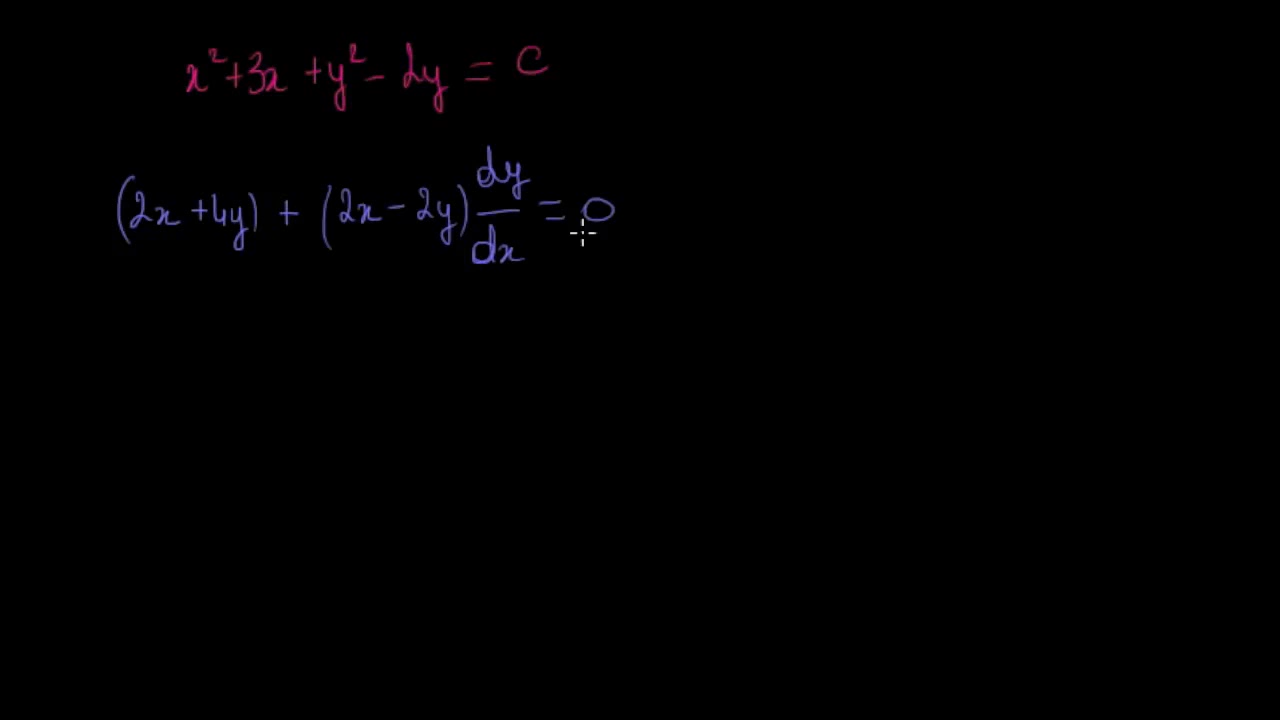 x² + 3x + y² - 2y = C
(2x + 4y) + (2x - 2y) dy/dx = 0